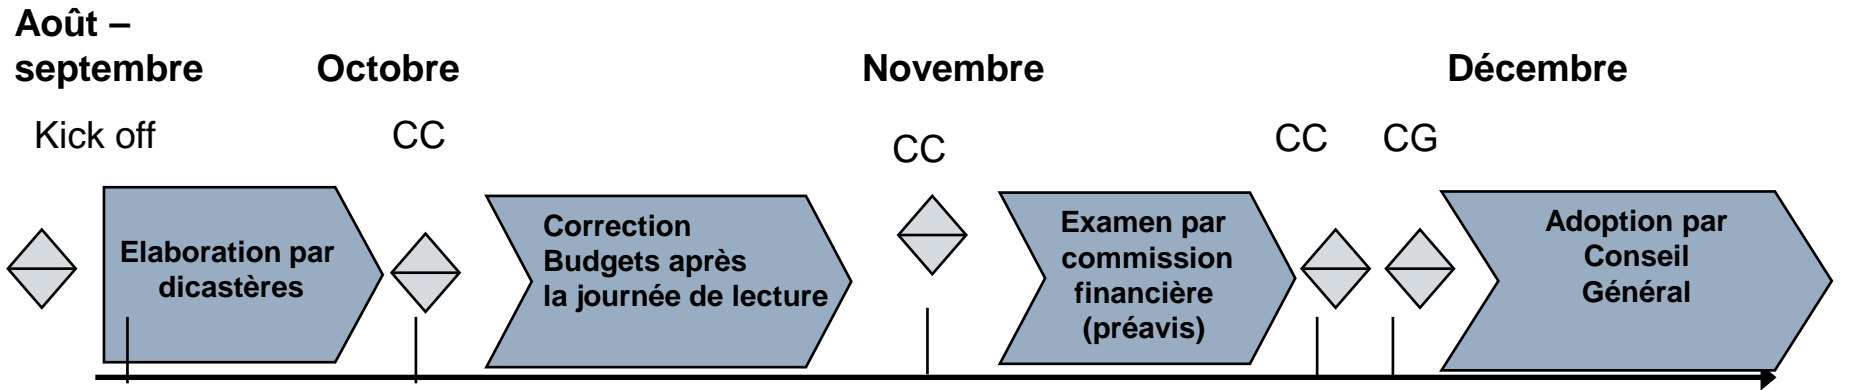 Août –
septembre
Octobre
Novembre
Décembre
Kick off
CC
CC
CC
CG
Elaboration par
dicastères
Correction
Budgets après
la journée de lecture
Examen par
commission
financière
(préavis)
Adoption par
Conseil
Général